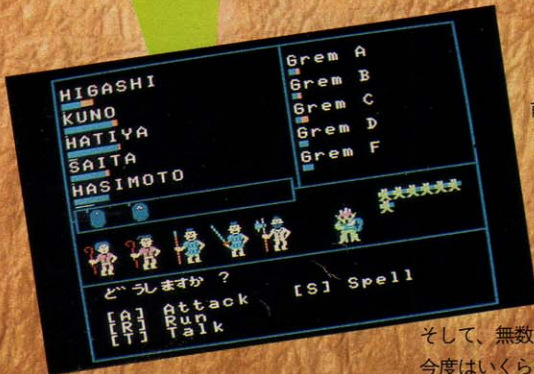 HIGASHI
KUNO
HATIYA
SAITA
HASIMOTO
Grem A
Grem B
Grem C
Grem D
Grem F
どうしますか ?
[A] Attack
[R] Run
[T] Talk
[S] Spell
そして、無数
今度はいくら